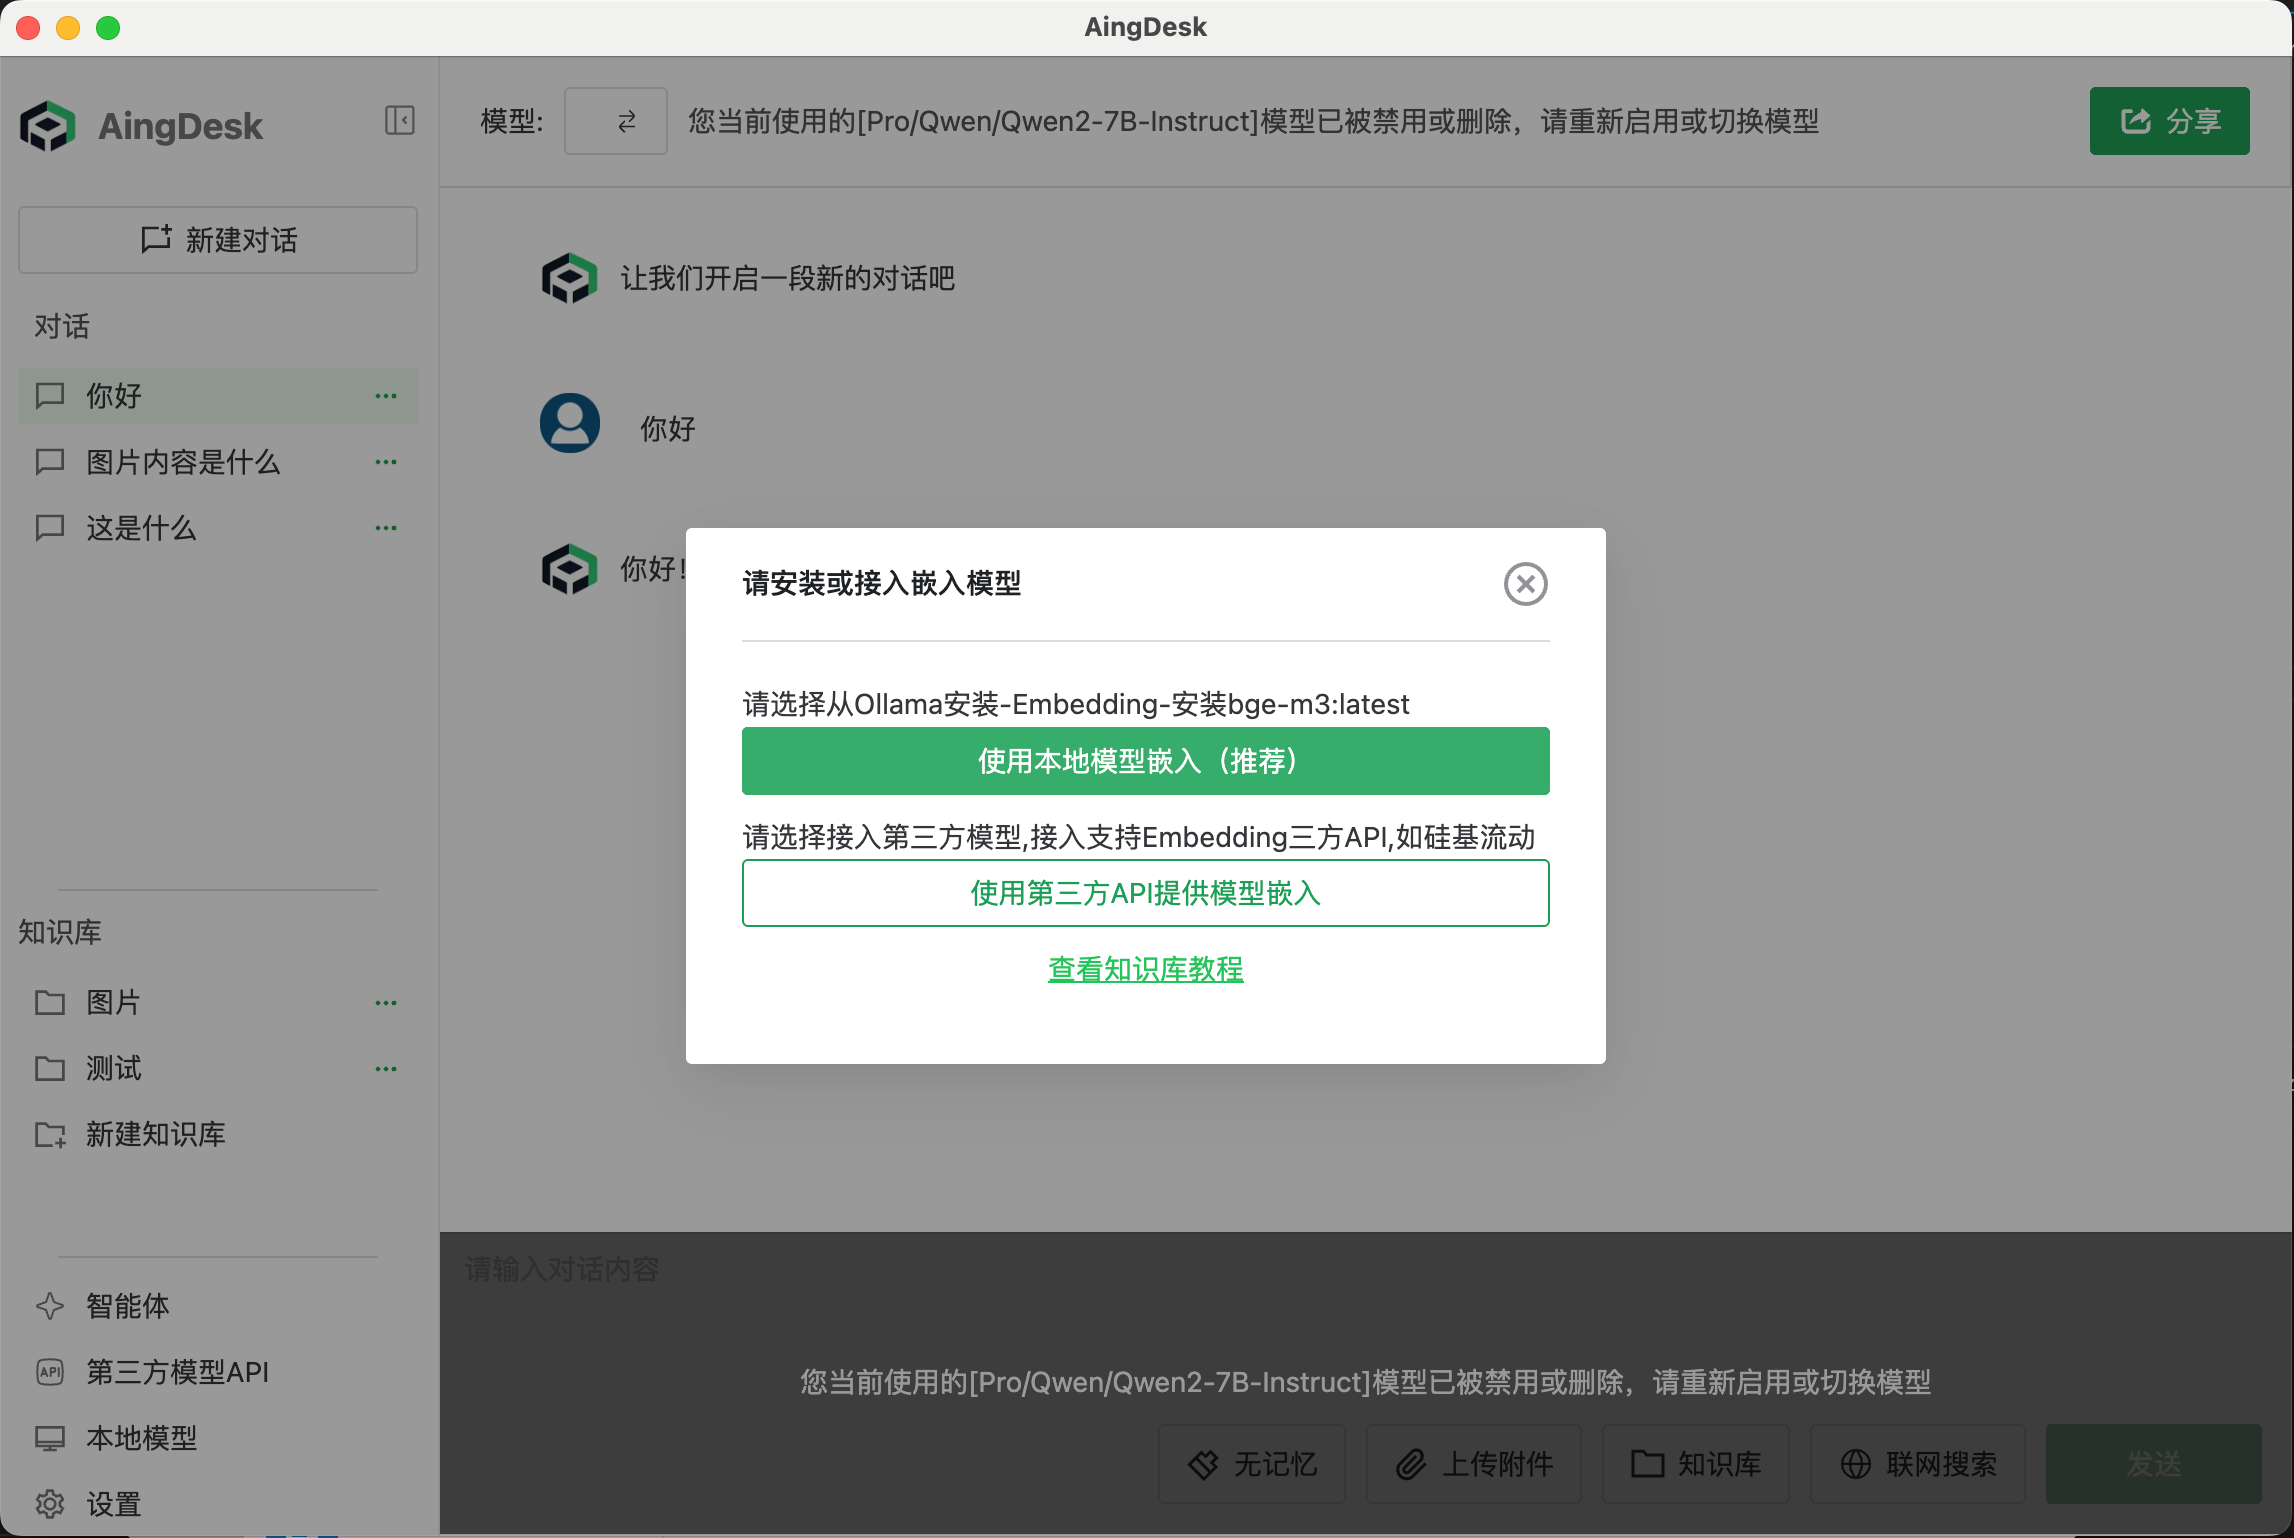 AingDesk
AingDesk
新建对话
对话
你好
图片内容是什么
这是什么
知识库
图片
测试
新建知识库
智能体
API
第三方模型API
本地模型
设置
模型:
您当前使用的[Pro/Qwen/Qwen2-7B-Instruct]模型已被禁用或删除，请重新启用或切换模型
分享
让我们开启一段新的对话吧
你好
你好！
请安装或接入嵌入模型
请选择从Ollama安装-Embedding-安装bge-m3:latest
使用本地模型嵌入（推荐）
请选择接入第三方模型,接入支持Embedding三方API,如硅基流动
使用第三方API提供模型嵌入
查看知识库教程
请输入对话内容
您当前使用的[Pro/Qwen/Qwen2-7B-Instruct]模型已被禁用或删除，请重新启用或切换模型
无记忆
上传附件
知识库
联网搜索
发送